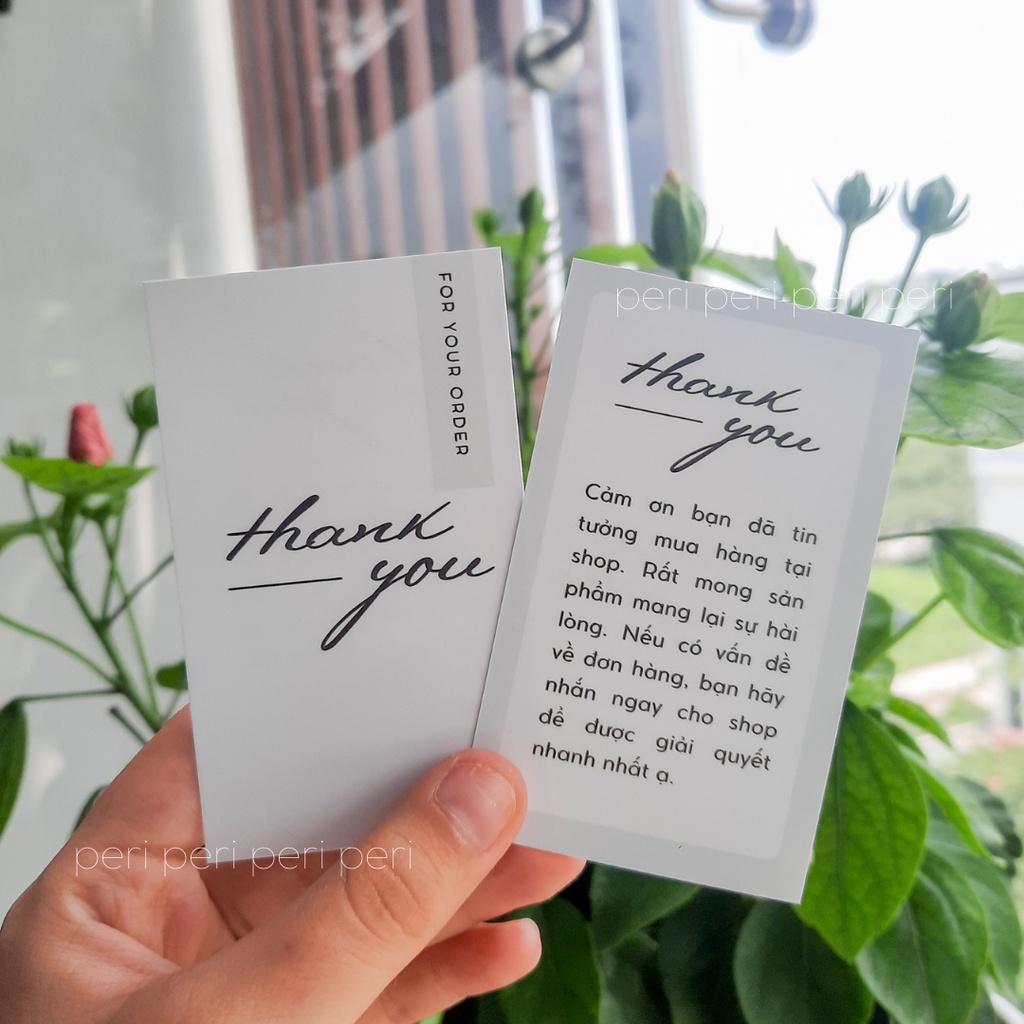 FOR YOUR ORDER
thank
you
peri peri peri peri
thank
you
Cảm ơn bạn đã tin
tưởng mua hàng tại
shop. Rất mong sản
phẩm mang lại sự hài
lòng. Nếu có vấn đề
về đơn hàng, bạn hãy
nhắn ngay cho shop
để được giải quyết
nhanh nhất ạ.
peri peri peri peri